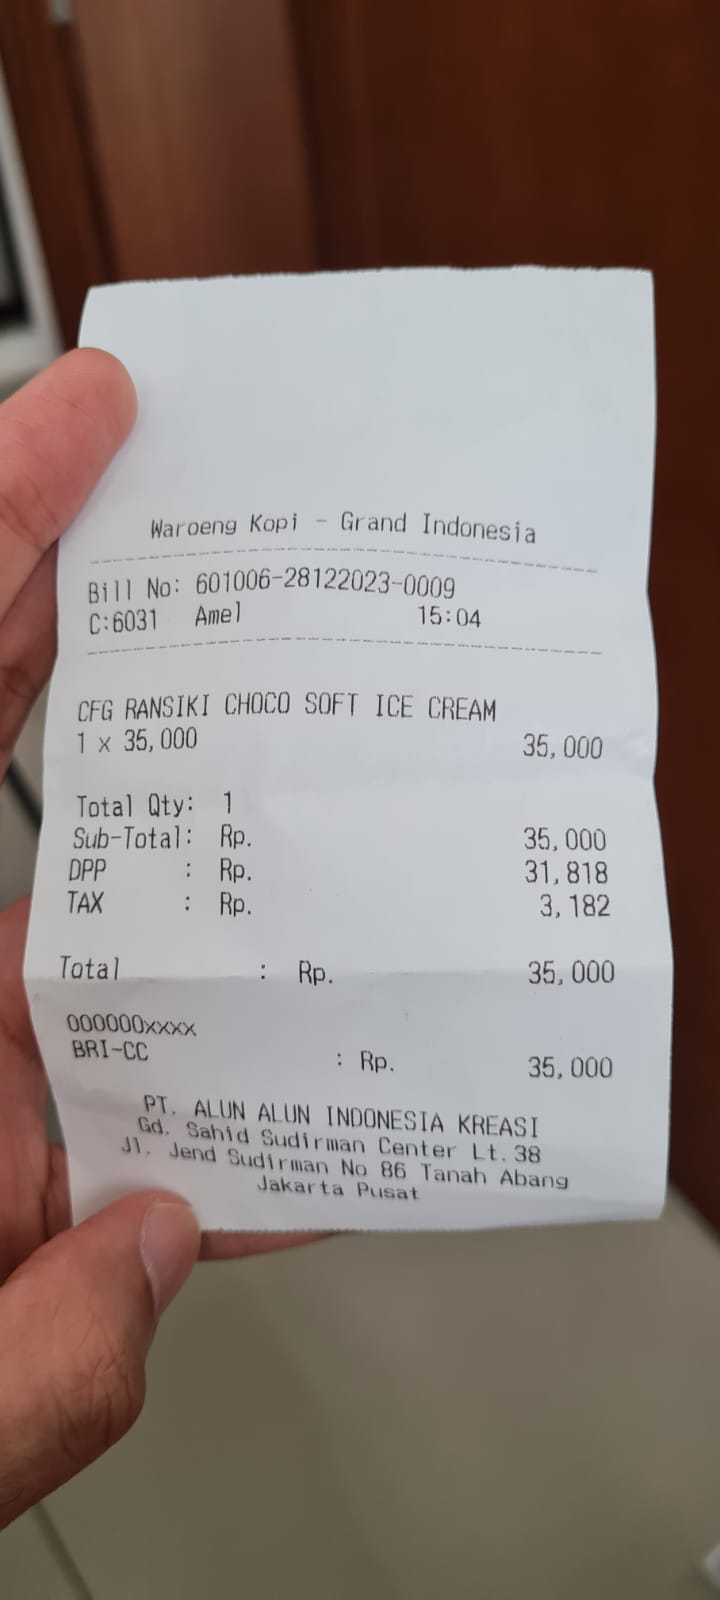 Waroeng Kopi - Grand Indonesia
Bill No: 601006-28122023-0009
C:6031 Amel 15:04
CFG RANSIKI CHOCO SOFT ICE CREAM
1 x 35,000 35,000
Total Qty: 1
Sub-Total: Rp. 35,000
DPP : Rp. 31,818
TAX : Rp. 3,182
Total : Rp. 35,000
000000xxxx
BRI-CC : Rp. 35,000
PT. ALUN ALUN INDONESIA KREASI
Gd. Sahid Sudirman Center Lt.38
Jl. Jend Sudirman No 86 Tanah Abang
Jakarta Pusat